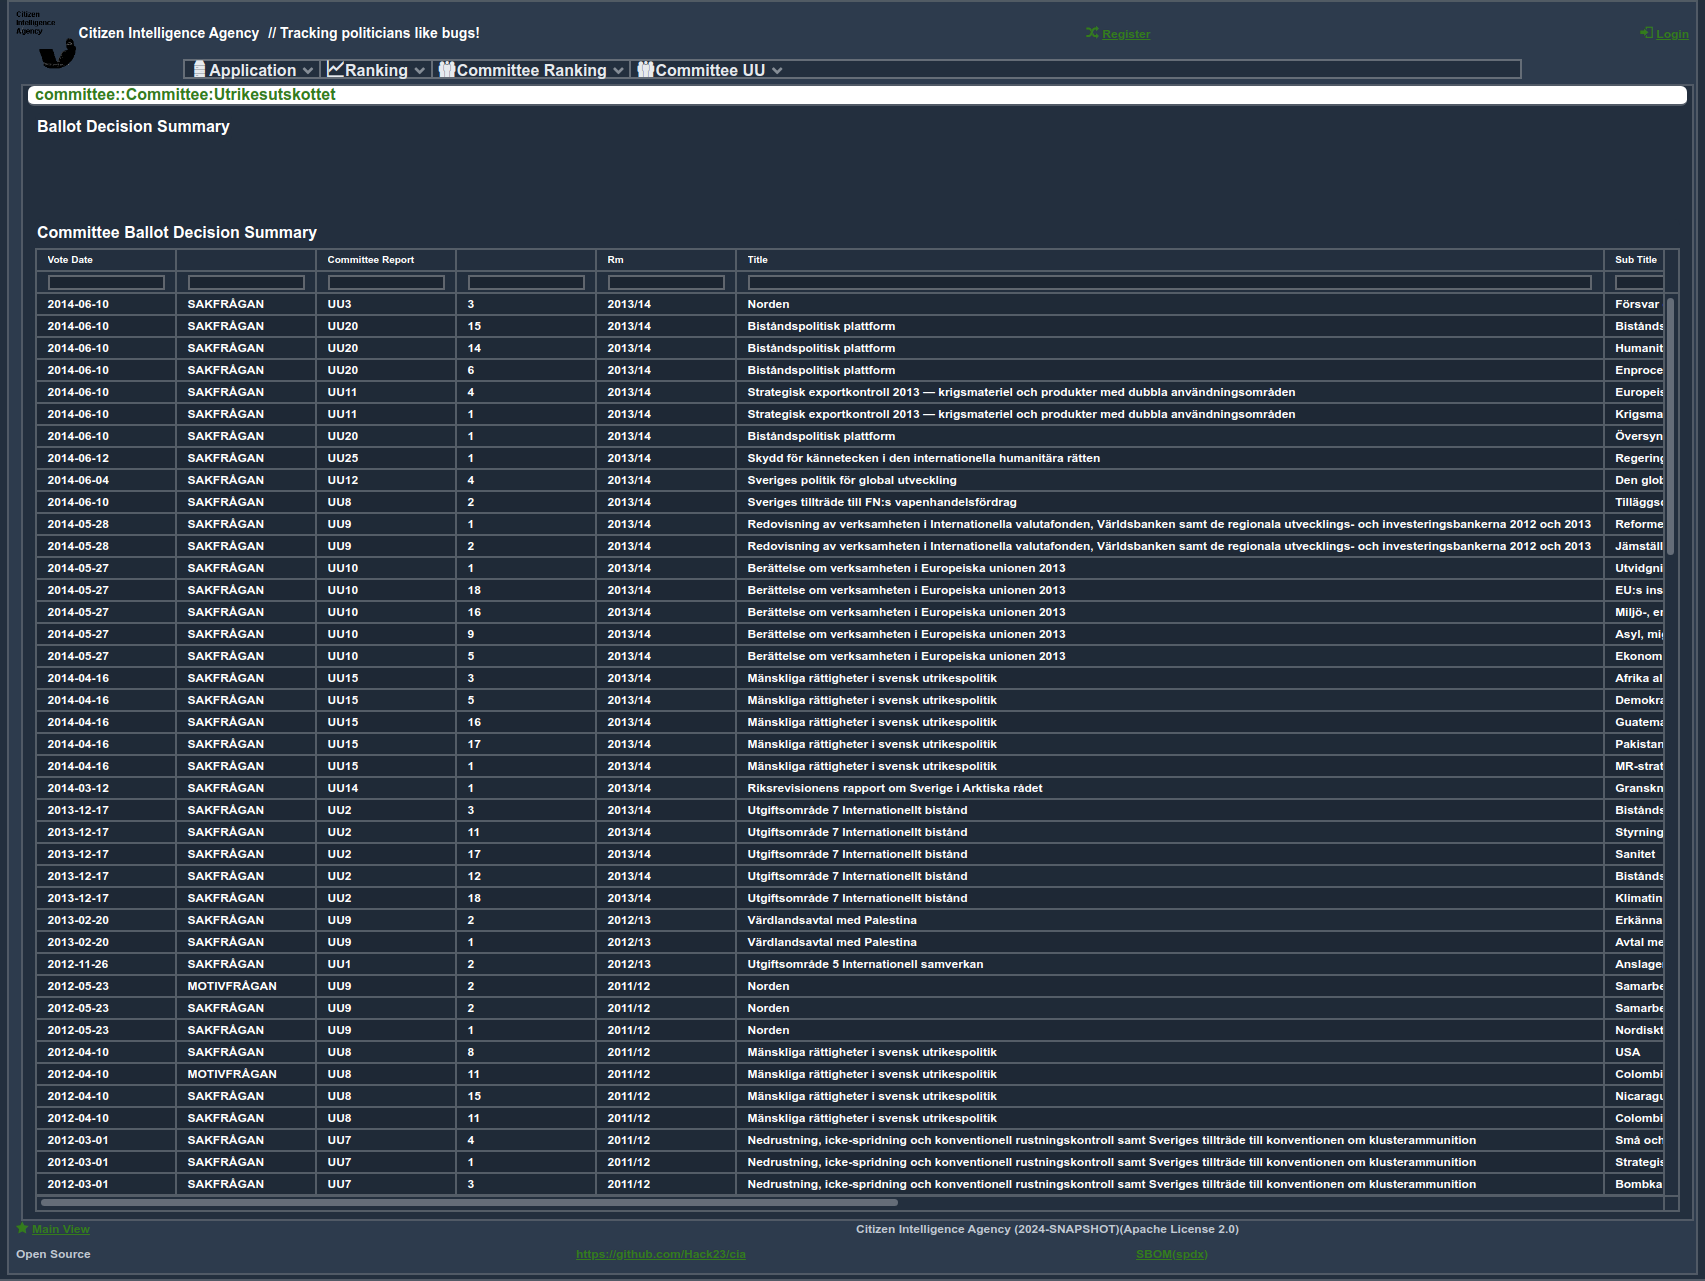 Citizen
Intelligence
Agency
Citizen Intelligence Agency // Tracking politicians like bugs!
Register
Login
Application Ranking Committee Ranking Committee UU
committee::Committee:Utrikesutskottet
Ballot Decision Summary
Committee Ballot Decision Summary
Vote Date Committee Report Rm Title Sub Title
2014-06-10 SAKFRÅGAN UU3 3 2013/14 Norden Försvar
2014-06-10 SAKFRÅGAN UU20 15 2013/14 Biståndspolitisk plattform Bistånds
2014-06-10 SAKFRÅGAN UU20 14 2013/14 Biståndspolitisk plattform Humanit
2014-06-10 SAKFRÅGAN UU20 6 2013/14 Biståndspolitisk plattform Enproce
2014-06-10 SAKFRÅGAN UU11 4 2013/14 Strategisk exportkontroll 2013 — krigsmateriel och produkter med dubbla användningsområden Europeis
2014-06-10 SAKFRÅGAN UU11 1 2013/14 Strategisk exportkontroll 2013 — krigsmateriel och produkter med dubbla användningsområden Krigsma
2014-06-10 SAKFRÅGAN UU20 1 2013/14 Biståndspolitisk plattform Översyn
2014-06-12 SAKFRÅGAN UU25 1 2013/14 Skydd för kännetecken i den internationella humanitära rätten Regering
2014-06-04 SAKFRÅGAN UU12 4 2013/14 Sveriges politik för global utveckling Den glob
2014-06-10 SAKFRÅGAN UU8 2 2013/14 Sveriges tillträde till FN:s vapenhandelsfördrag Tilläggs
2014-05-28 SAKFRÅGAN UU9 1 2013/14 Redovisning av verksamheten i Internationella valutafonden, Världsbanken samt de regionala utvecklings- och investeringsbankerna 2012 och 2013 Reforme
2014-05-28 SAKFRÅGAN UU9 2 2013/14 Redovisning av verksamheten i Internationella valutafonden, Världsbanken samt de regionala utvecklings- och investeringsbankerna 2012 och 2013 Jämställ
2014-05-27 SAKFRÅGAN UU10 1 2013/14 Berättelse om verksamheten i Europeiska unionen 2013 Utvidgni
2014-05-27 SAKFRÅGAN UU10 18 2013/14 Berättelse om verksamheten i Europeiska unionen 2013 EU:s ins
2014-05-27 SAKFRÅGAN UU10 16 2013/14 Berättelse om verksamheten i Europeiska unionen 2013 Miljö-, en
2014-05-27 SAKFRÅGAN UU10 9 2013/14 Berättelse om verksamheten i Europeiska unionen 2013 Asyl, mig
2014-05-27 SAKFRÅGAN UU10 5 2013/14 Berättelse om verksamheten i Europeiska unionen 2013 Ekonom
2014-04-16 SAKFRÅGAN UU15 3 2013/14 Mänskliga rättigheter i svensk utrikespolitik Afrika al
2014-04-16 SAKFRÅGAN UU15 5 2013/14 Mänskliga rättigheter i svensk utrikespolitik Demokra
2014-04-16 SAKFRÅGAN UU15 16 2013/14 Mänskliga rättigheter i svensk utrikespolitik Guatema
2014-04-16 SAKFRÅGAN UU15 17 2013/14 Mänskliga rättigheter i svensk utrikespolitik Pakistan
2014-04-16 SAKFRÅGAN UU15 1 2013/14 Mänskliga rättigheter i svensk utrikespolitik MR-strat
2014-03-12 SAKFRÅGAN UU14 1 2013/14 Riksrevisionens rapport om Sverige i Arktiska rådet Granskn
2013-12-17 SAKFRÅGAN UU2 3 2013/14 Utgiftsområde 7 Internationellt bistånd Bistånds
2013-12-17 SAKFRÅGAN UU2 11 2013/14 Utgiftsområde 7 Internationellt bistånd Styrning
2013-12-17 SAKFRÅGAN UU2 17 2013/14 Utgiftsområde 7 Internationellt bistånd Sanitet
2013-12-17 SAKFRÅGAN UU2 12 2013/14 Utgiftsområde 7 Internationellt bistånd Bistånds
2013-12-17 SAKFRÅGAN UU2 18 2013/14 Utgiftsområde 7 Internationellt bistånd Klimatin
2013-02-20 SAKFRÅGAN UU9 2 2012/13 Värdlandsavtal med Palestina Erkänna
2013-02-20 SAKFRÅGAN UU9 1 2012/13 Värdlandsavtal med Palestina Avtal me
2012-11-26 SAKFRÅGAN UU1 2 2012/13 Utgiftsområde 5 Internationell samverkan Anslage
2012-05-23 MOTIVFRÅGAN UU9 2 2011/12 Norden Samarbe
2012-05-23 SAKFRÅGAN UU9 2 2011/12 Norden Samarbe
2012-05-23 SAKFRÅGAN UU9 1 2011/12 Norden Nordiskt
2012-04-10 SAKFRÅGAN UU8 8 2011/12 Mänskliga rättigheter i svensk utrikespolitik USA
2012-04-10 MOTIVFRÅGAN UU8 11 2011/12 Mänskliga rättigheter i svensk utrikespolitik Colombi
2012-04-10 SAKFRÅGAN UU8 15 2011/12 Mänskliga rättigheter i svensk utrikespolitik Nicaragu
2012-04-10 SAKFRÅGAN UU8 11 2011/12 Mänskliga rättigheter i svensk utrikespolitik Colombi
2012-03-01 SAKFRÅGAN UU7 4 2011/12 Nedrustning, icke-spridning och konventionell rustningskontroll samt Sveriges tillträde till konventionen om klusterammunition Små och
2012-03-01 SAKFRÅGAN UU7 1 2011/12 Nedrustning, icke-spridning och konventionell rustningskontroll samt Sveriges tillträde till konventionen om klusterammunition Strategis
2012-03-01 SAKFRÅGAN UU7 3 2011/12 Nedrustning, icke-spridning och konventionell rustningskontroll samt Sveriges tillträde till konventionen om klusterammunition Bombka
Main View
Citizen Intelligence Agency (2024-SNAPSHOT)(Apache License 2.0)
Open Source
https://github.com/Hack23/cia
SBOM(spdx)